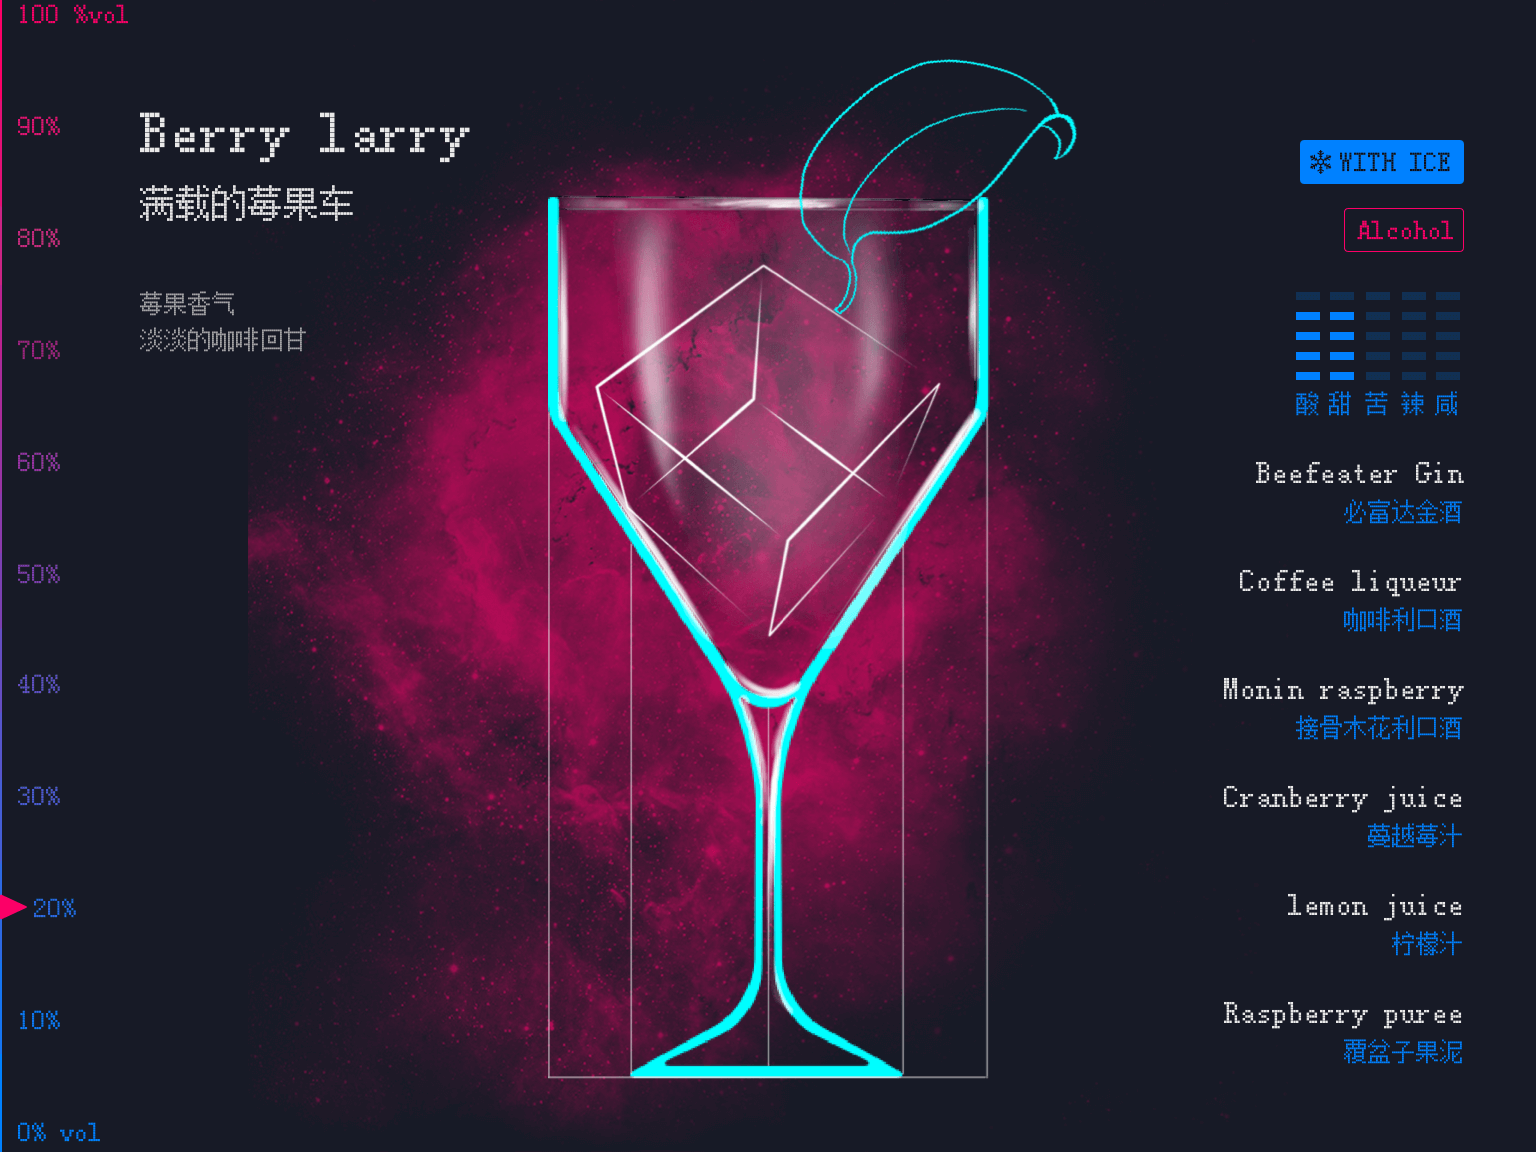 100 %vol
90%
80%
70%
60%
50%
40%
30%
20%
10%
0% vol
Berry larry
满载的莓果车
莓果香气
淡淡的咖啡回甘
WITH ICE
Alcohol
酸 甜 苦 辣 咸
Beefeater Gin
必富达金酒
Coffee liqueur
咖啡利口酒
Monin raspberry
接骨木花利口酒
Cranberry juice
蔓越莓汁
lemon juice
柠檬汁
Raspberry puree
覆盆子果泥